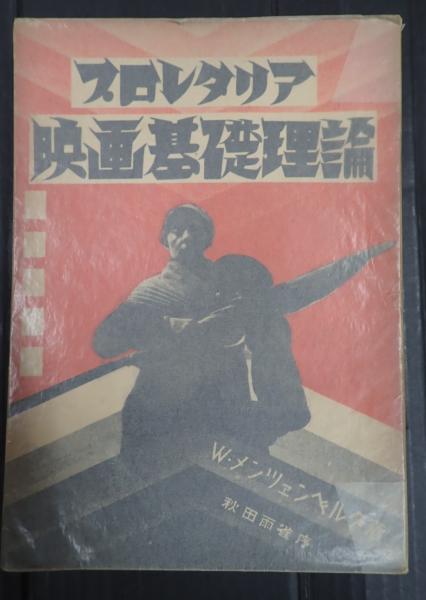 プロレタリア
映画基礎理論
W・メンツェンベルグ著
秋田雨雀序